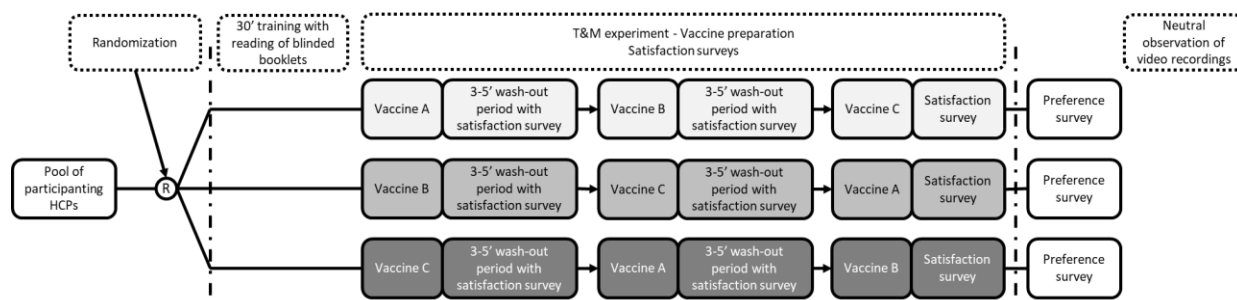 Randomization
30’ training with
reading of blinded
booklets
T&M experiment - Vaccine preparation
Satisfaction surveys
Neutral
observation of
video recordings
Pool of
participanting
HCPs
R
Vaccine A
3-5’ wash-out
period with
satisfaction survey
Vaccine B
3-5’ wash-out
period with
satisfaction survey
Vaccine C
Satisfaction
survey
Preference
survey
Vaccine B
3-5’ wash-out
period with
satisfaction survey
Vaccine C
3-5’ wash-out
period with
satisfaction survey
Vaccine A
Satisfaction
survey
Preference
survey
Vaccine C
3-5’ wash-out
period with
satisfaction survey
Vaccine A
3-5’ wash-out
period with
satisfaction survey
Vaccine B
Satisfaction
survey
Preference
survey